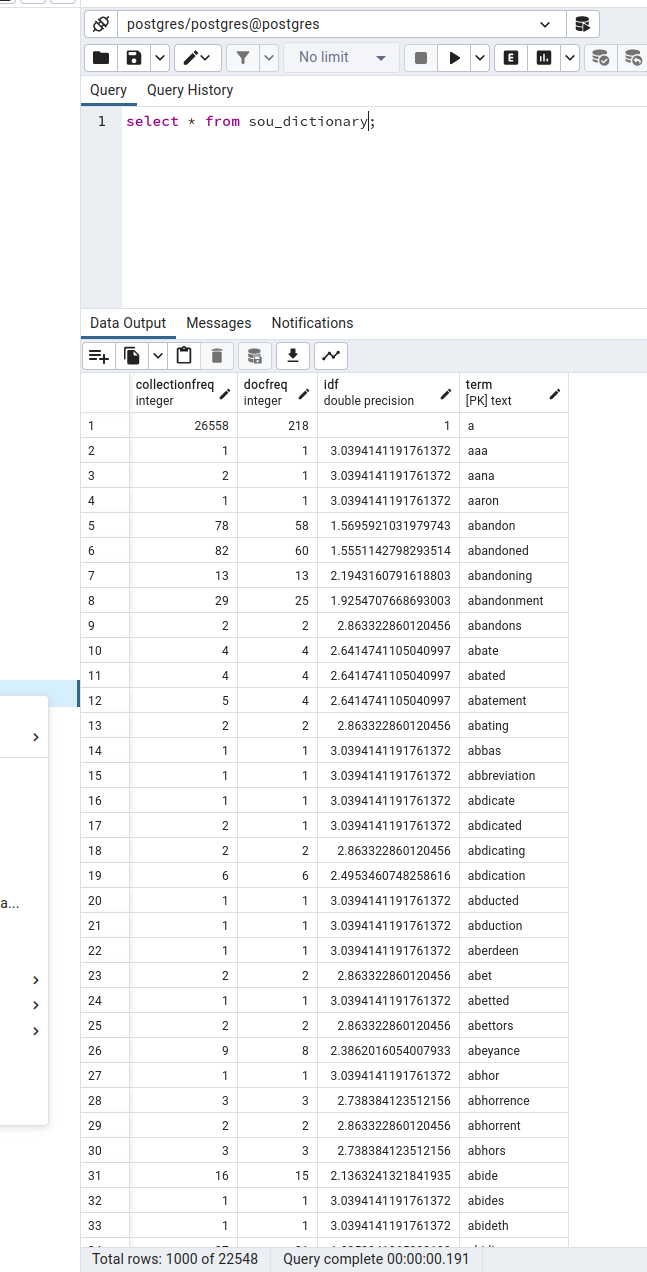 postgres/postgres@postgres
No limit
E
Query Query History
1 select * from sou_dictionary;
Data Output Messages Notifications
collectionfreq docfreq idf term
integer integer double precision [PK] text
1 26558 218 1 a
2 1 1 3.0394141191761372 aaa
3 2 1 3.0394141191761372 aana
4 1 1 3.0394141191761372 aaron
5 78 58 1.5695921031979743 abandon
6 82 60 1.5551142798293514 abandoned
7 13 13 2.1943160791618803 abandoning
8 29 25 1.9254707668693003 abandonment
9 2 2 2.863322860120456 abandons
10 4 4 2.6414741105040997 abate
11 4 4 2.6414741105040997 abated
12 5 4 2.6414741105040997 abatement
13 2 2 2.863322860120456 abating
14 1 1 3.0394141191761372 abbas
15 1 1 3.0394141191761372 abbreviation
16 1 1 3.0394141191761372 abdicate
17 2 1 3.0394141191761372 abdicated
18 2 2 2.863322860120456 abdicating
19 6 6 2.4953460748258616 abdication
a...
20 1 1 3.0394141191761372 abducted
21 1 1 3.0394141191761372 abduction
22 1 1 3.0394141191761372 aberdeen
23 2 2 2.863322860120456 abet
24 1 1 3.0394141191761372 abetted
25 2 2 2.863322860120456 abettors
26 9 8 2.3862016054007933 abeyance
27 1 1 3.0394141191761372 abhor
28 3 3 2.738384123512156 abhorrence
29 2 2 2.863322860120456 abhorrent
30 3 3 2.738384123512156 abhors
31 16 15 2.1363241321841935 abide
32 1 1 3.0394141191761372 abides
33 1 1 3.0394141191761372 abideth
Total rows: 1000 of 22548 Query complete 00:00:00.191